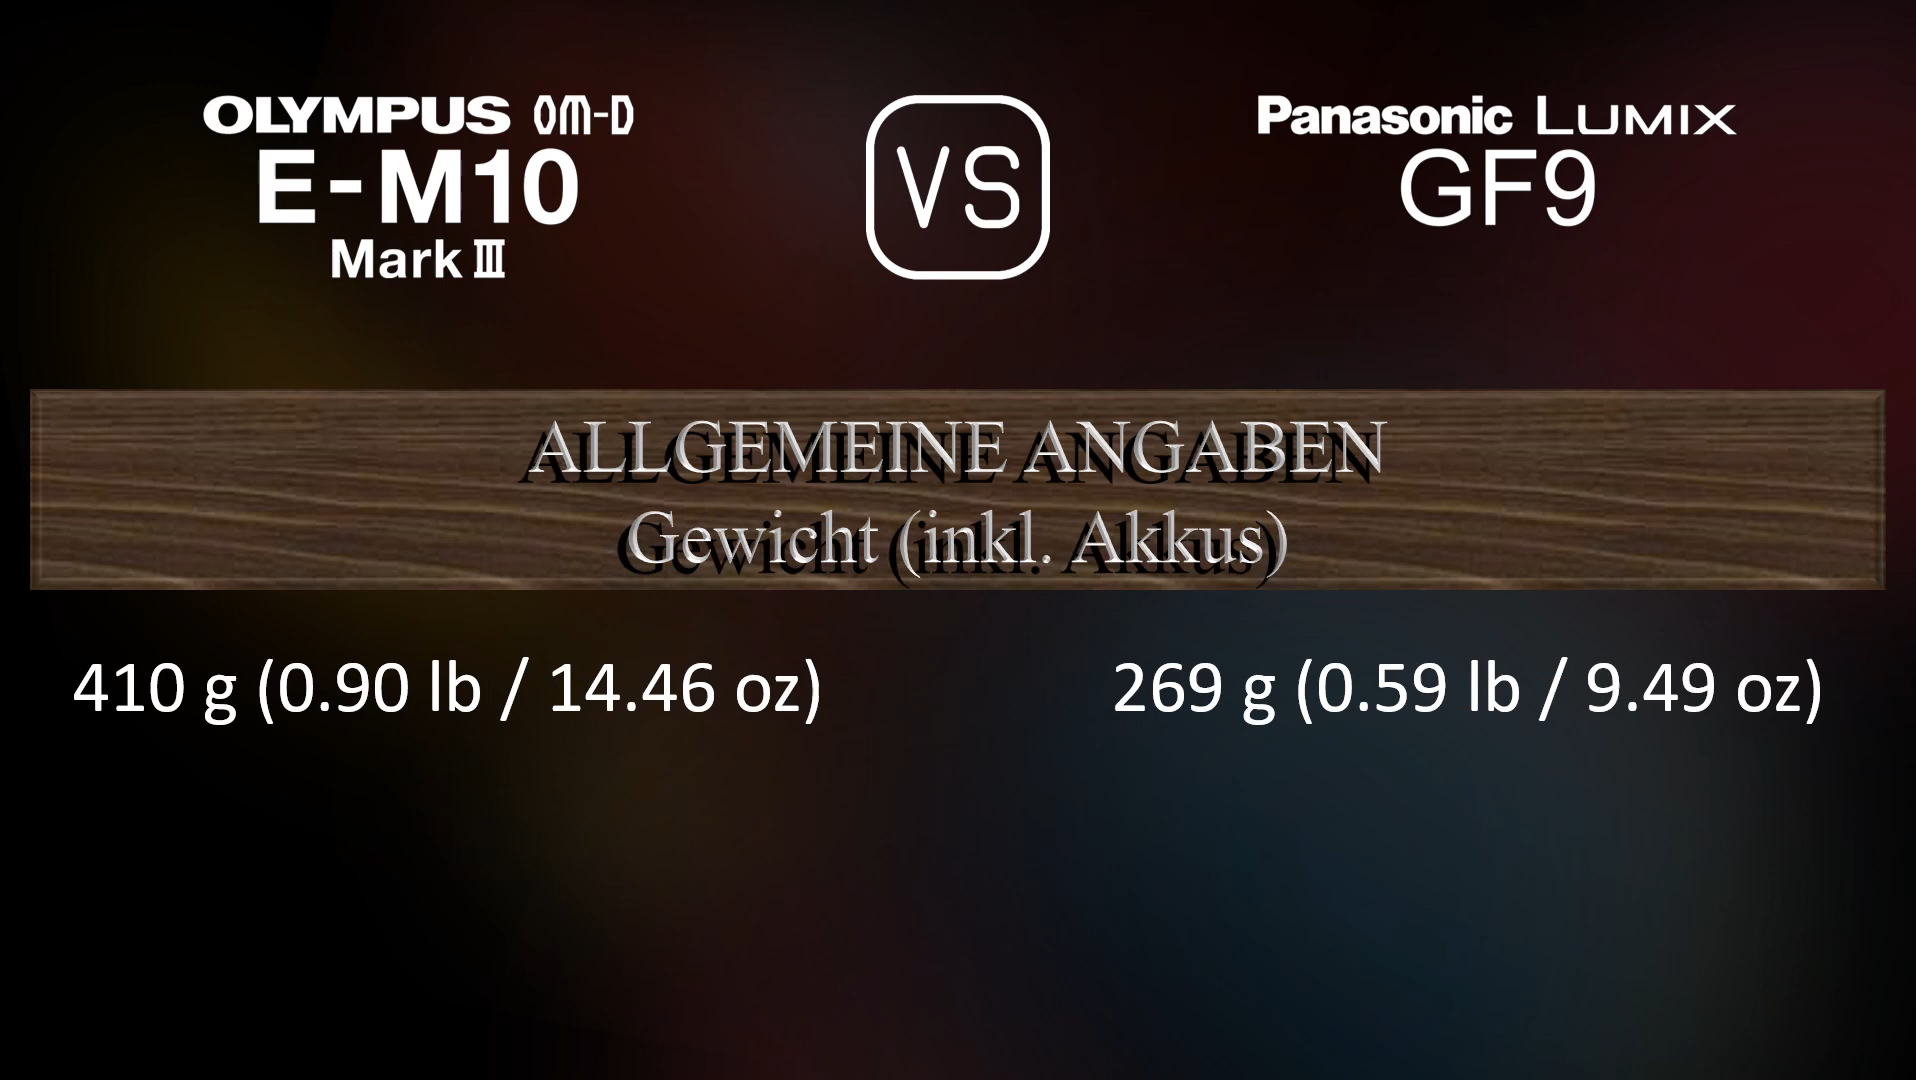 OLYMPUS OM-D
E-M10
Mark III
VS
Panasonic LUMIX
GF9
ALLGEMEINE ANGABEN
Gewicht (inkl. Akkus)
410 g (0.90 lb / 14.46 oz)
269 g (0.59 lb / 9.49 oz)